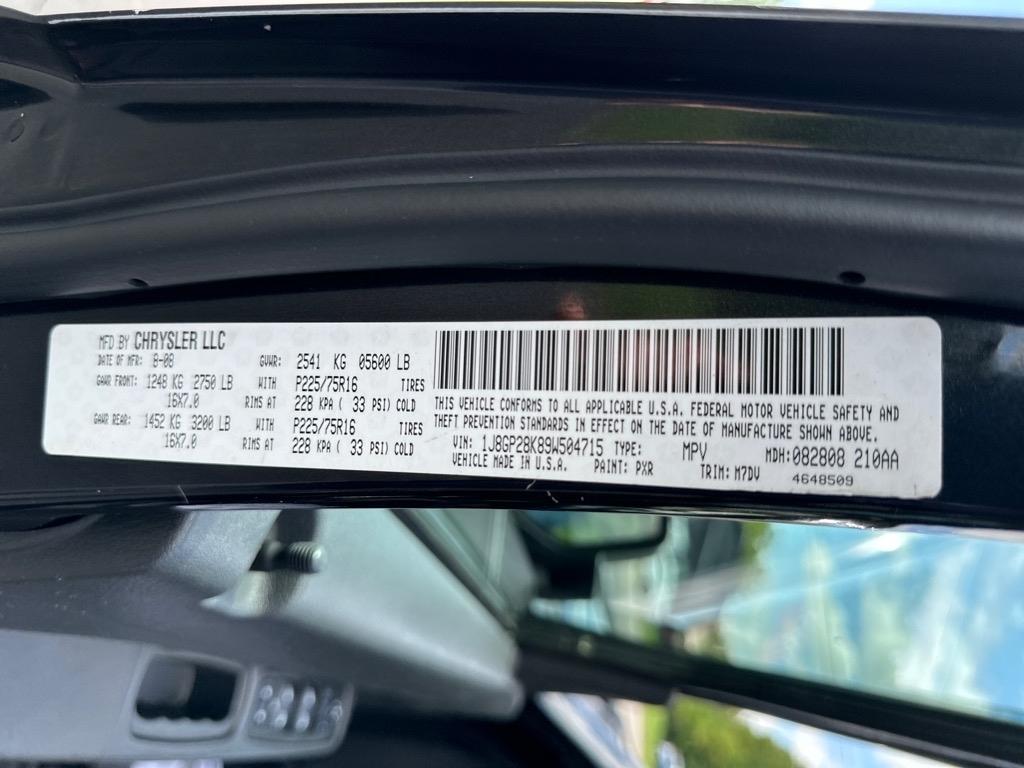 MFD BY CHRYSLER LLC
DATE OF MFR: 8-08 GVWR: 2541 KG 05600 LB
GAWR FRONT: 1248 KG 2750 LB WITH P225/75R16 TIRES
16X7.0 RIMS AT 228 KPA ( 33 PSI) COLD
GAWR REAR: 1452 KG 3200 LB WITH P225/75R16 TIRES
16X7.0 RIMS AT 228 KPA ( 33 PSI) COLD
THIS VEHICLE CONFORMS TO ALL APPLICABLE U.S.A. FEDERAL MOTOR VEHICLE SAFETY AND
THEFT PREVENTION STANDARDS IN EFFECT ON THE DATE OF MANUFACTURE SHOWN ABOVE.
VIN: 1J8GP28K89W504715 TYPE: MPV MDH: 082808 210AA
VEHICLE MADE IN U.S.A. PAINT: PXR TRIM: M7DV 4648509